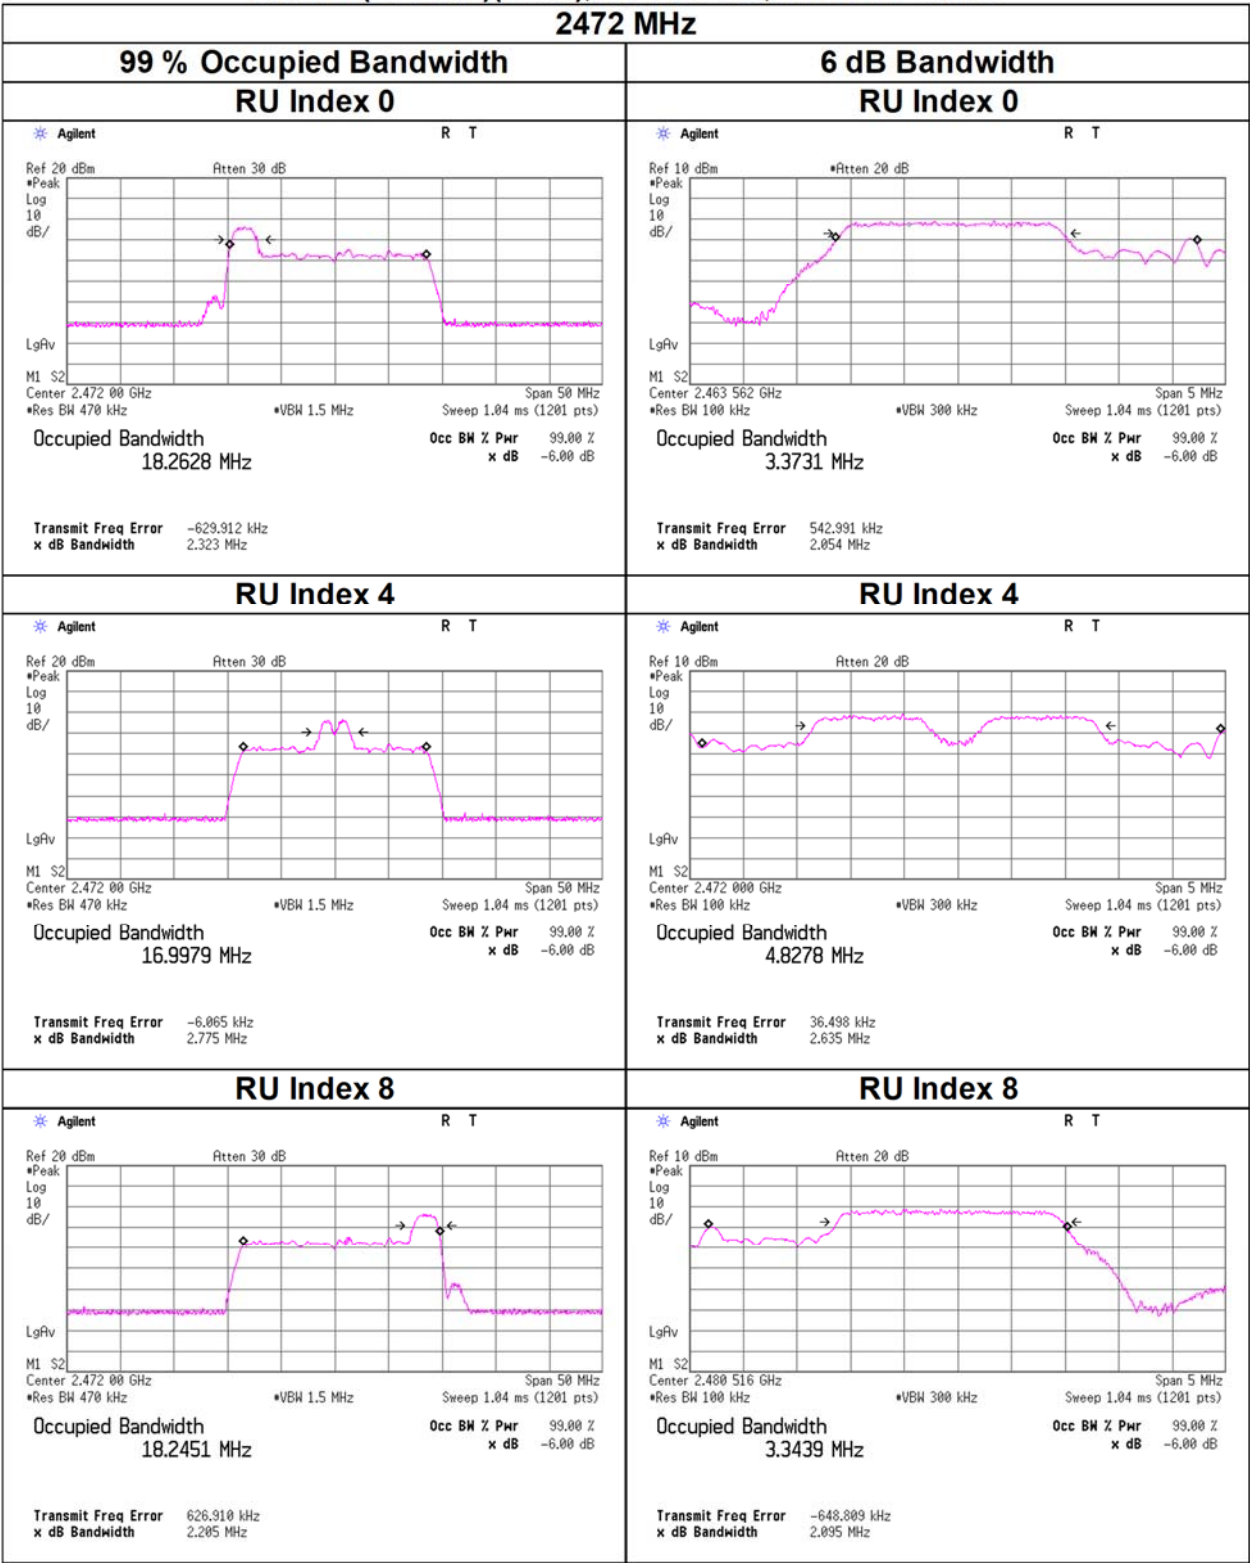 2472 MHz
99 % Occupied Bandwidth
6 dB Bandwidth
RU Index 0
RU Index 0
Agilent R T
Ref 20 dBm Atten 30 dB
#Peak
Log
10
dB/
LgAv
M1 S2
Center 2.472 00 GHz Span 50 MHz
#Res BW 470 kHz #VBW 1.5 MHz Sweep 1.04 ms (1201 pts)
Occupied Bandwidth Occ BW % Pwr 99.00 %
18.2628 MHz x dB -6.00 dB
Transmit Freq Error -629.912 kHz
x dB Bandwidth 2.323 MHz
Agilent R T
Ref 10 dBm #Atten 20 dB
#Peak
Log
10
dB/
LgAv
M1 S2
Center 2.463 562 GHz Span 5 MHz
#Res BW 100 kHz #VBW 300 kHz Sweep 1.04 ms (1201 pts)
Occupied Bandwidth Occ BW % Pwr 99.00 %
3.3731 MHz x dB -6.00 dB
Transmit Freq Error 542.991 kHz
x dB Bandwidth 2.054 MHz
RU Index 4
RU Index 4
Agilent R T
Ref 20 dBm Atten 30 dB
#Peak
Log
10
dB/
LgAv
M1 S2
Center 2.472 00 GHz Span 50 MHz
#Res BW 470 kHz #VBW 1.5 MHz Sweep 1.04 ms (1201 pts)
Occupied Bandwidth Occ BW % Pwr 99.00 %
16.9979 MHz x dB -6.00 dB
Transmit Freq Error -6.065 kHz
x dB Bandwidth 2.775 MHz
Agilent R T
Ref 10 dBm Atten 20 dB
#Peak
Log
10
dB/
LgAv
M1 S2
Center 2.472 000 GHz Span 5 MHz
#Res BW 100 kHz #VBW 300 kHz Sweep 1.04 ms (1201 pts)
Occupied Bandwidth Occ BW % Pwr 99.00 %
4.8278 MHz x dB -6.00 dB
Transmit Freq Error 36.498 kHz
x dB Bandwidth 2.635 MHz
RU Index 8
RU Index 8
Agilent R T
Ref 20 dBm Atten 30 dB
#Peak
Log
10
dB/
LgAv
M1 S2
Center 2.472 00 GHz Span 50 MHz
#Res BW 470 kHz #VBW 1.5 MHz Sweep 1.04 ms (1201 pts)
Occupied Bandwidth Occ BW % Pwr 99.00 %
18.2451 MHz x dB -6.00 dB
Transmit Freq Error 626.910 kHz
x dB Bandwidth 2.205 MHz
Agilent R T
Ref 10 dBm Atten 20 dB
#Peak
Log
10
dB/
LgAv
M1 S2
Center 2.480 516 GHz Span 5 MHz
#Res BW 100 kHz #VBW 300 kHz Sweep 1.04 ms (1201 pts)
Occupied Bandwidth Occ BW % Pwr 99.00 %
3.3439 MHz x dB -6.00 dB
Transmit Freq Error -648.809 kHz
x dB Bandwidth 2.095 MHz